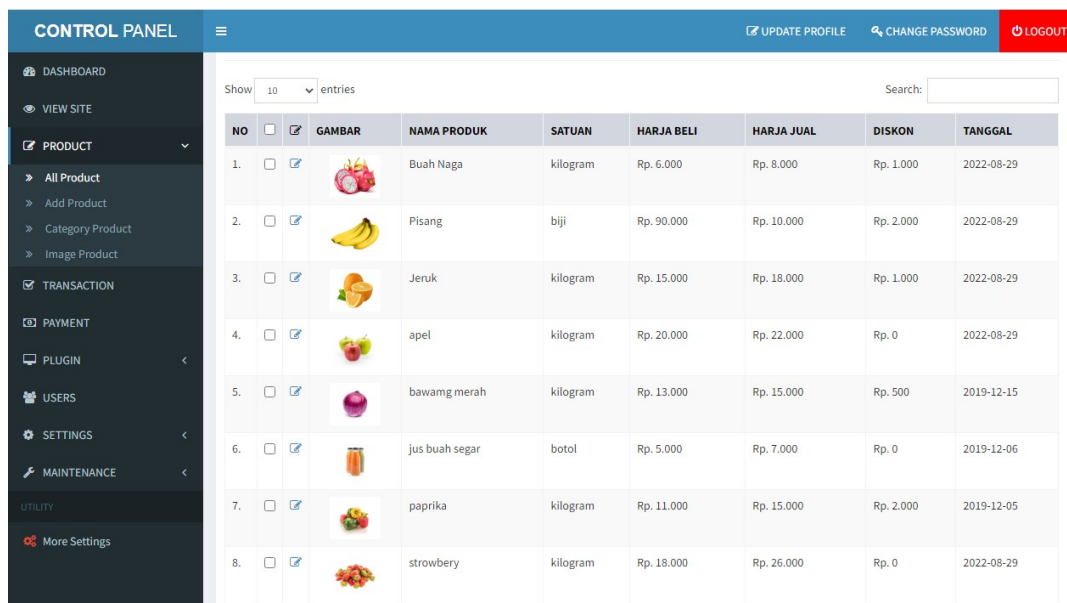 CONTROL PANEL
UPDATE PROFILE CHANGE PASSWORD LOGOUT
DASHBOARD
VIEW SITE
PRODUCT
» All Product
» Add Product
» Category Product
» Image Product
TRANSACTION
PAYMENT
PLUGIN
USERS
SETTINGS
MAINTENANCE
UTILITY
More Settings
Show 10 entries Search:
NO GAMBAR NAMA PRODUK SATUAN HARJA BELI HARJA JUAL DISKON TANGGAL
1. Buah Naga kilogram Rp. 6.000 Rp. 8.000 Rp. 1.000 2022-08-29
2. Pisang biji Rp. 90.000 Rp. 10.000 Rp. 2.000 2022-08-29
3. Jeruk kilogram Rp. 15.000 Rp. 18.000 Rp. 1.000 2022-08-29
4. apel kilogram Rp. 20.000 Rp. 22.000 Rp. 0 2022-08-29
5. bawamg merah kilogram Rp. 13.000 Rp. 15.000 Rp. 500 2019-12-15
6. jus buah segar botol Rp. 5.000 Rp. 7.000 Rp. 0 2019-12-06
7. paprika kilogram Rp. 11.000 Rp. 15.000 Rp. 2.000 2019-12-05
8. strowbery kilogram Rp. 18.000 Rp. 26.000 Rp. 0 2022-08-29